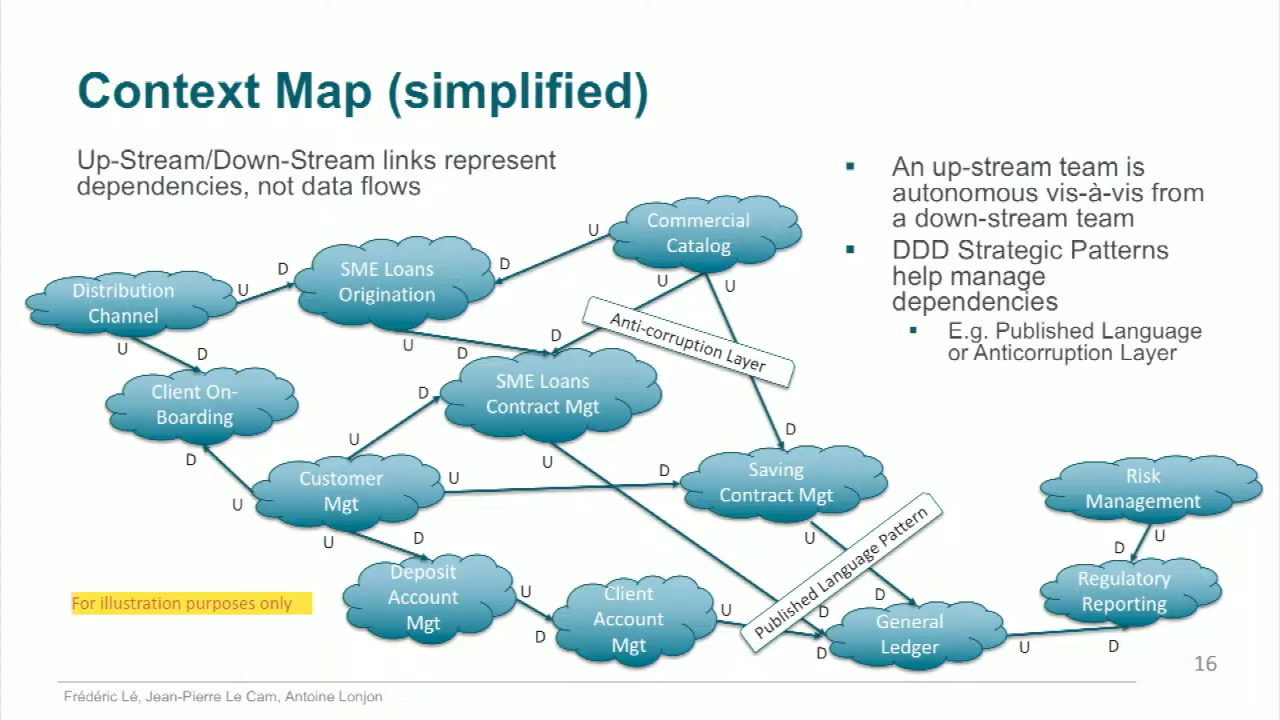 Context Map (simplified)
Up-Stream/Down-Stream links represent
dependencies, not data flows
▪ An up-stream team is
autonomous vis-à-vis from
a down-stream team
▪ DDD Strategic Patterns
help manage
dependencies
▪ E.g. Published Language
or Anticorruption Layer
Commercial
Catalog
U
D
U
U
SME Loans
Origination
D
U
Distribution
Channel
U
D
U
D
D
Anti-corruption Layer
Client On-
Boarding
D
SME Loans
Contract Mgt
D
U
U
D
U
Customer
Mgt
U
D
Saving
Contract Mgt
D
U
U
D
U
Published Language Pattern
Risk
Management
U
D
Deposit
Account
Mgt
U
D
Client
Account
Mgt
U
D
D
D
General
Ledger
U
D
Regulatory
Reporting
For illustration purposes only
16
Frédéric Lé, Jean-Pierre Le Cam, Antoine Lonjon